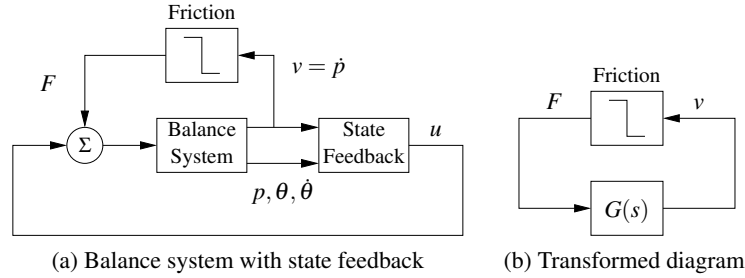 Friction
F
v = ṗ
Σ
Balance
System
State
Feedback
u
p, θ, θ̇
(a) Balance system with state feedback
Friction
F
v
G(s)
(b) Transformed diagram